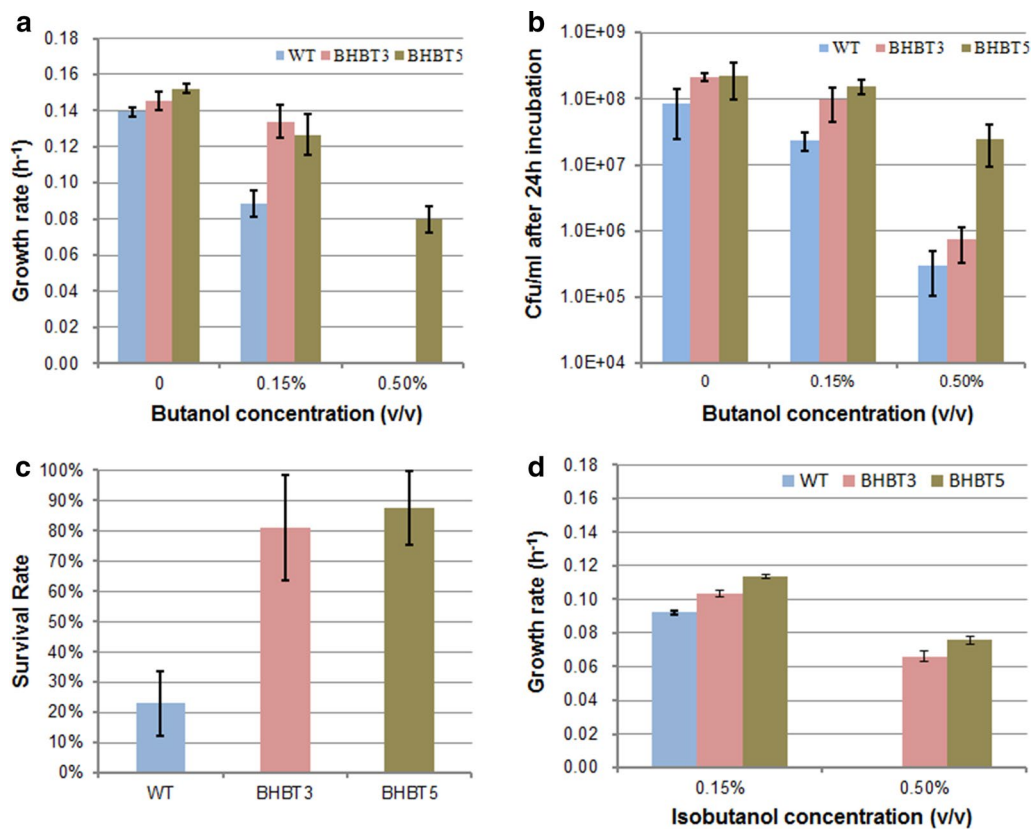 a
0.18
0.16
0.14
0.12
0.10
0.08
0.06
0.04
0.02
0.00
Growth rate (h-1)
WT BHBT3 BHBT5
0 0.15% 0.50%
Butanol concentration (v/v)
b
1.0E+09
1.0E+08
1.0E+07
1.0E+06
1.0E+05
1.0E+04
Cfu/ml after 24h incubation
WT BHBT3 BHBT5
0 0.15% 0.50%
Butanol concentration (v/v)
c
100%
90%
80%
70%
60%
50%
40%
30%
20%
10%
0%
Survival Rate
WT BHBT3 BHBT5
d
0.18
0.16
0.14
0.12
0.10
0.08
0.06
0.04
0.02
0.00
Growth rate (h-1)
WT BHBT3 BHBT5
0.15% 0.50%
Isobutanol concentration (v/v)